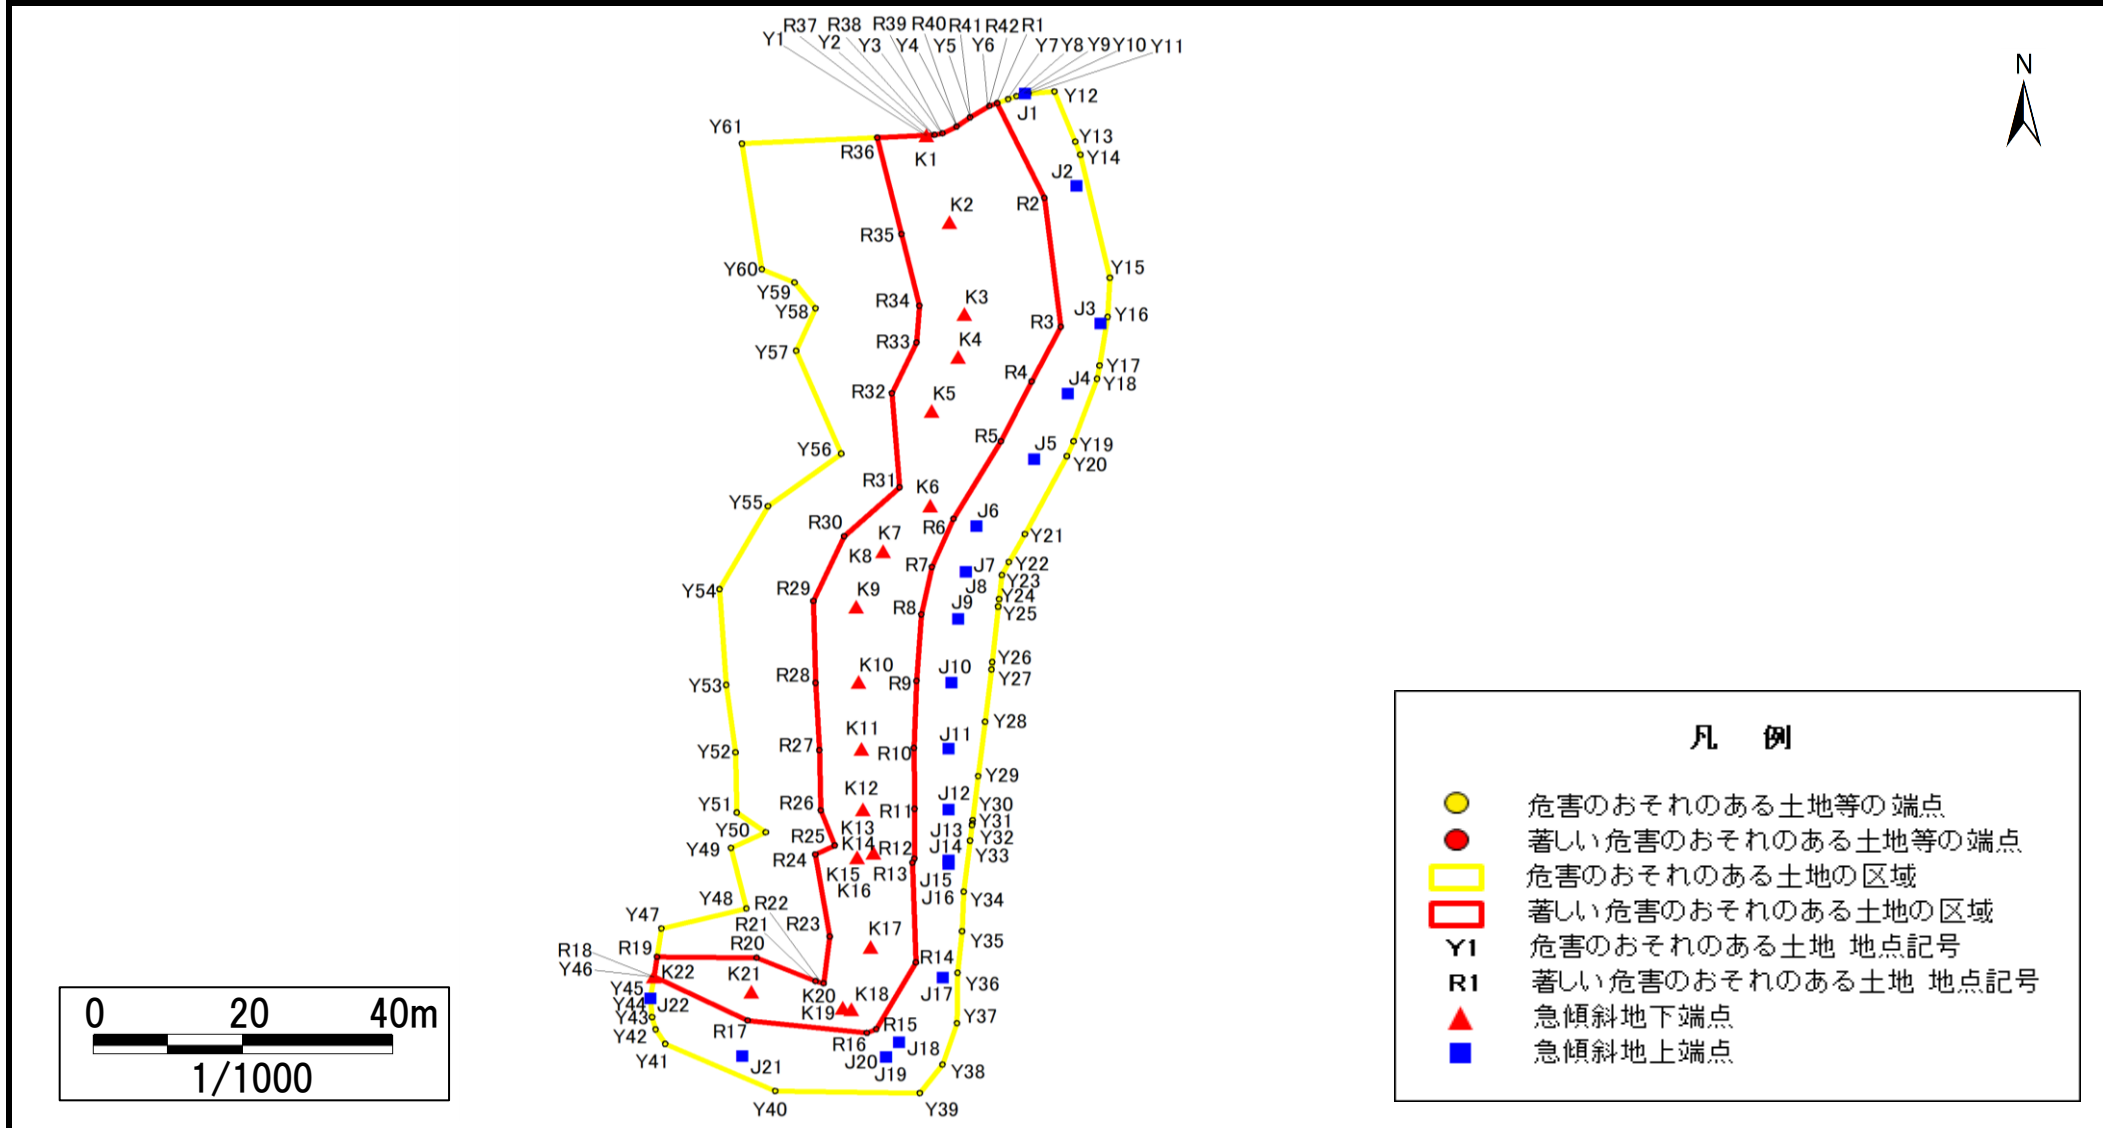 R37 R38 R39 R40 R41 R42 R1
Y1 Y2 Y3 Y4 Y5 Y6 Y7 Y8 Y9 Y10 Y11
N
Y12
J1
Y61
Y13
R36
K1
Y14
J2
K2
R2
R35
Y60
Y15
Y59
R34
K3
Y58
J3
Y16
R3
R33
K4
Y57
R4
J4
Y17
Y18
R32
K5
R5
J5
Y19
Y56
Y20
R31
K6
Y55
R30
R6
J6
K7
Y21
K8
R7
J7
Y22
Y54
R29
K9
J8
Y23
R8
J9
Y24
Y25
Y53
R28
K10
R9
J10
Y26
Y27
Y28
Y52
R27
K11
R10
J11
Y29
Y51
R26
K12
R11
J12
Y30
Y50
R25
K13
J13
Y31
Y49
R24
K14
R12
J14
Y32
K15
R13
J15
Y33
K16
J16
Y34
Y48
R22
Y47
R21
R23
K17
Y35
R18
R19
R20
R14
Y46
K22
K21
J17
Y36
Y45
K20
K18
Y44
J22
K19
Y43
R17
R15
Y37
Y42
R16
J18
Y41
J21
J20
J19
Y38
Y40
Y39
0 20 40m
1/1000
凡 例
危害のおそれのある土地等の端点
著しい危害のおそれのある土地等の端点
危害のおそれのある土地の区域
著しい危害のおそれのある土地の区域
Y1 危害のおそれのある土地 地点記号
R1 著しい危害のおそれのある土地 地点記号
急傾斜地下端点
急傾斜地上端点